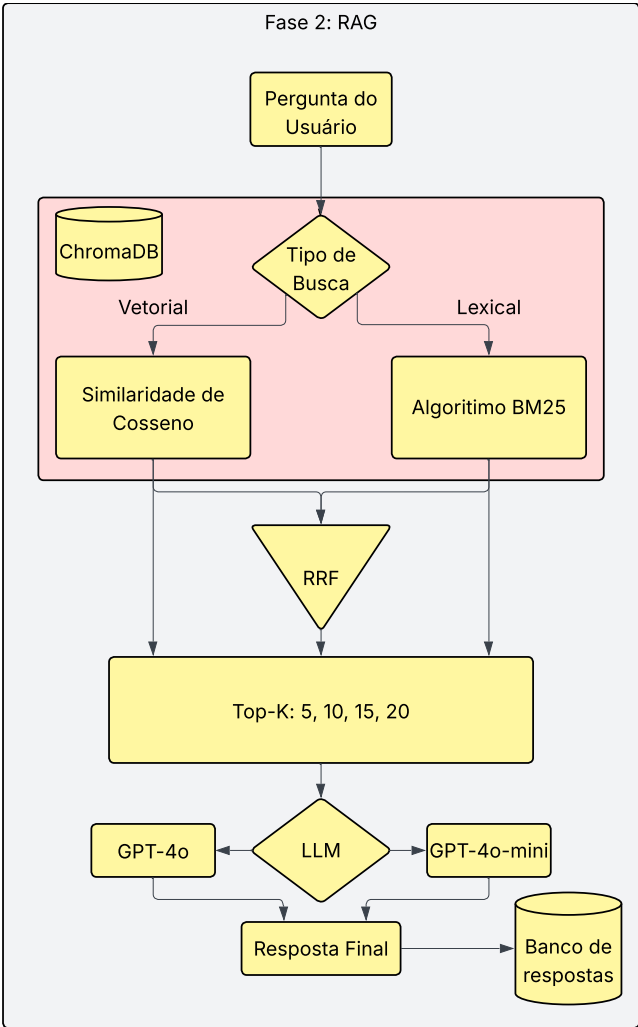 Fase 2: RAG
Pergunta do
Usuário
ChromaDB
Tipo de
Busca
Vetorial
Lexical
Similaridade de
Cosseno
Algoritimo BM25
RRF
Top-K: 5, 10, 15, 20
GPT-4o
LLM
GPT-4o-mini
Resposta Final
Banco de
respostas